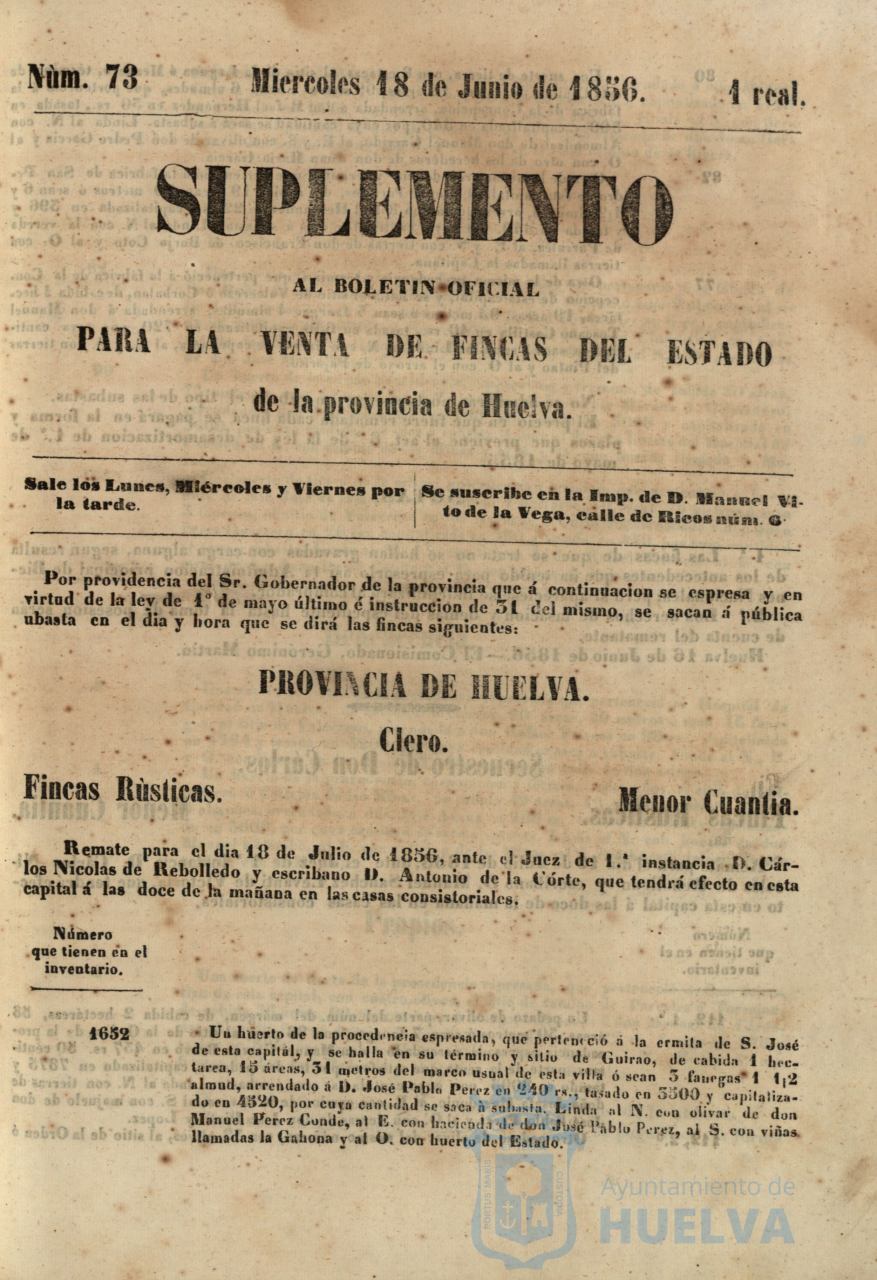 Nùm. 73 Miercoles 18 de Junio de 1856. 1 real.
SUPLEMENTO
AL BOLETIN OFICIAL
PARA LA VENTA DE FINCAS DEL ESTADO
de la provincia de Huelva.
Sale los Lunes, Miércoles y Viernes por
la tarde.
Se suscribe en la Imp. de D. Manuel Vi-
to de la Vega, calle de Ricos núm. 6
Por providencia del Sr. Gobernador de la provincia que á continuacion se espresa y en
virtud de la ley de 1º de mayo último é instruccion de 31 del mismo, se sacan á pública
ubasta en el dia y hora que se dirá las fincas siguientes:
PROVINCIA DE HUELVA.
Clero.
Fincas Rùsticas. Menor Cuantia.
Remate para el dia 18 de Julio de 1856, ante el Juez de 1.ª instancia D. Cár-
los Nicolas de Rebolledo y escribano D. Antonio de la Córte, que tendrá efecto en esta
capital á las doce de la mañana en las casas consistoriales.
Número
que tienen en el
inventario.
1652 Un huerto de la procedencia espresada, que perteneció á la ermita de S. José
de esta capital, y se halla en su término y sitio de Guirao, de cabida 1 hec-
tarea, 15 áreas, 31 metros del marco usual de esta villa ó sean 3 fanegas 1 1¡2
almud, arrendado á D. José Pablo Perez en 240 rs., tasado en 3500 y capitaliza-
do en 4320, por cuya cantidad se saca à subasta. Linda al N. con olivar de don
Manuel Perez Conde, al E. con hacienda de don José Pablo Perez, al S. con viñas
llamadas la Gahona y al O. con huerto del Estado.
PORTUS MARIS
CUSTODIA
Ayuntamiento de
HUELVA